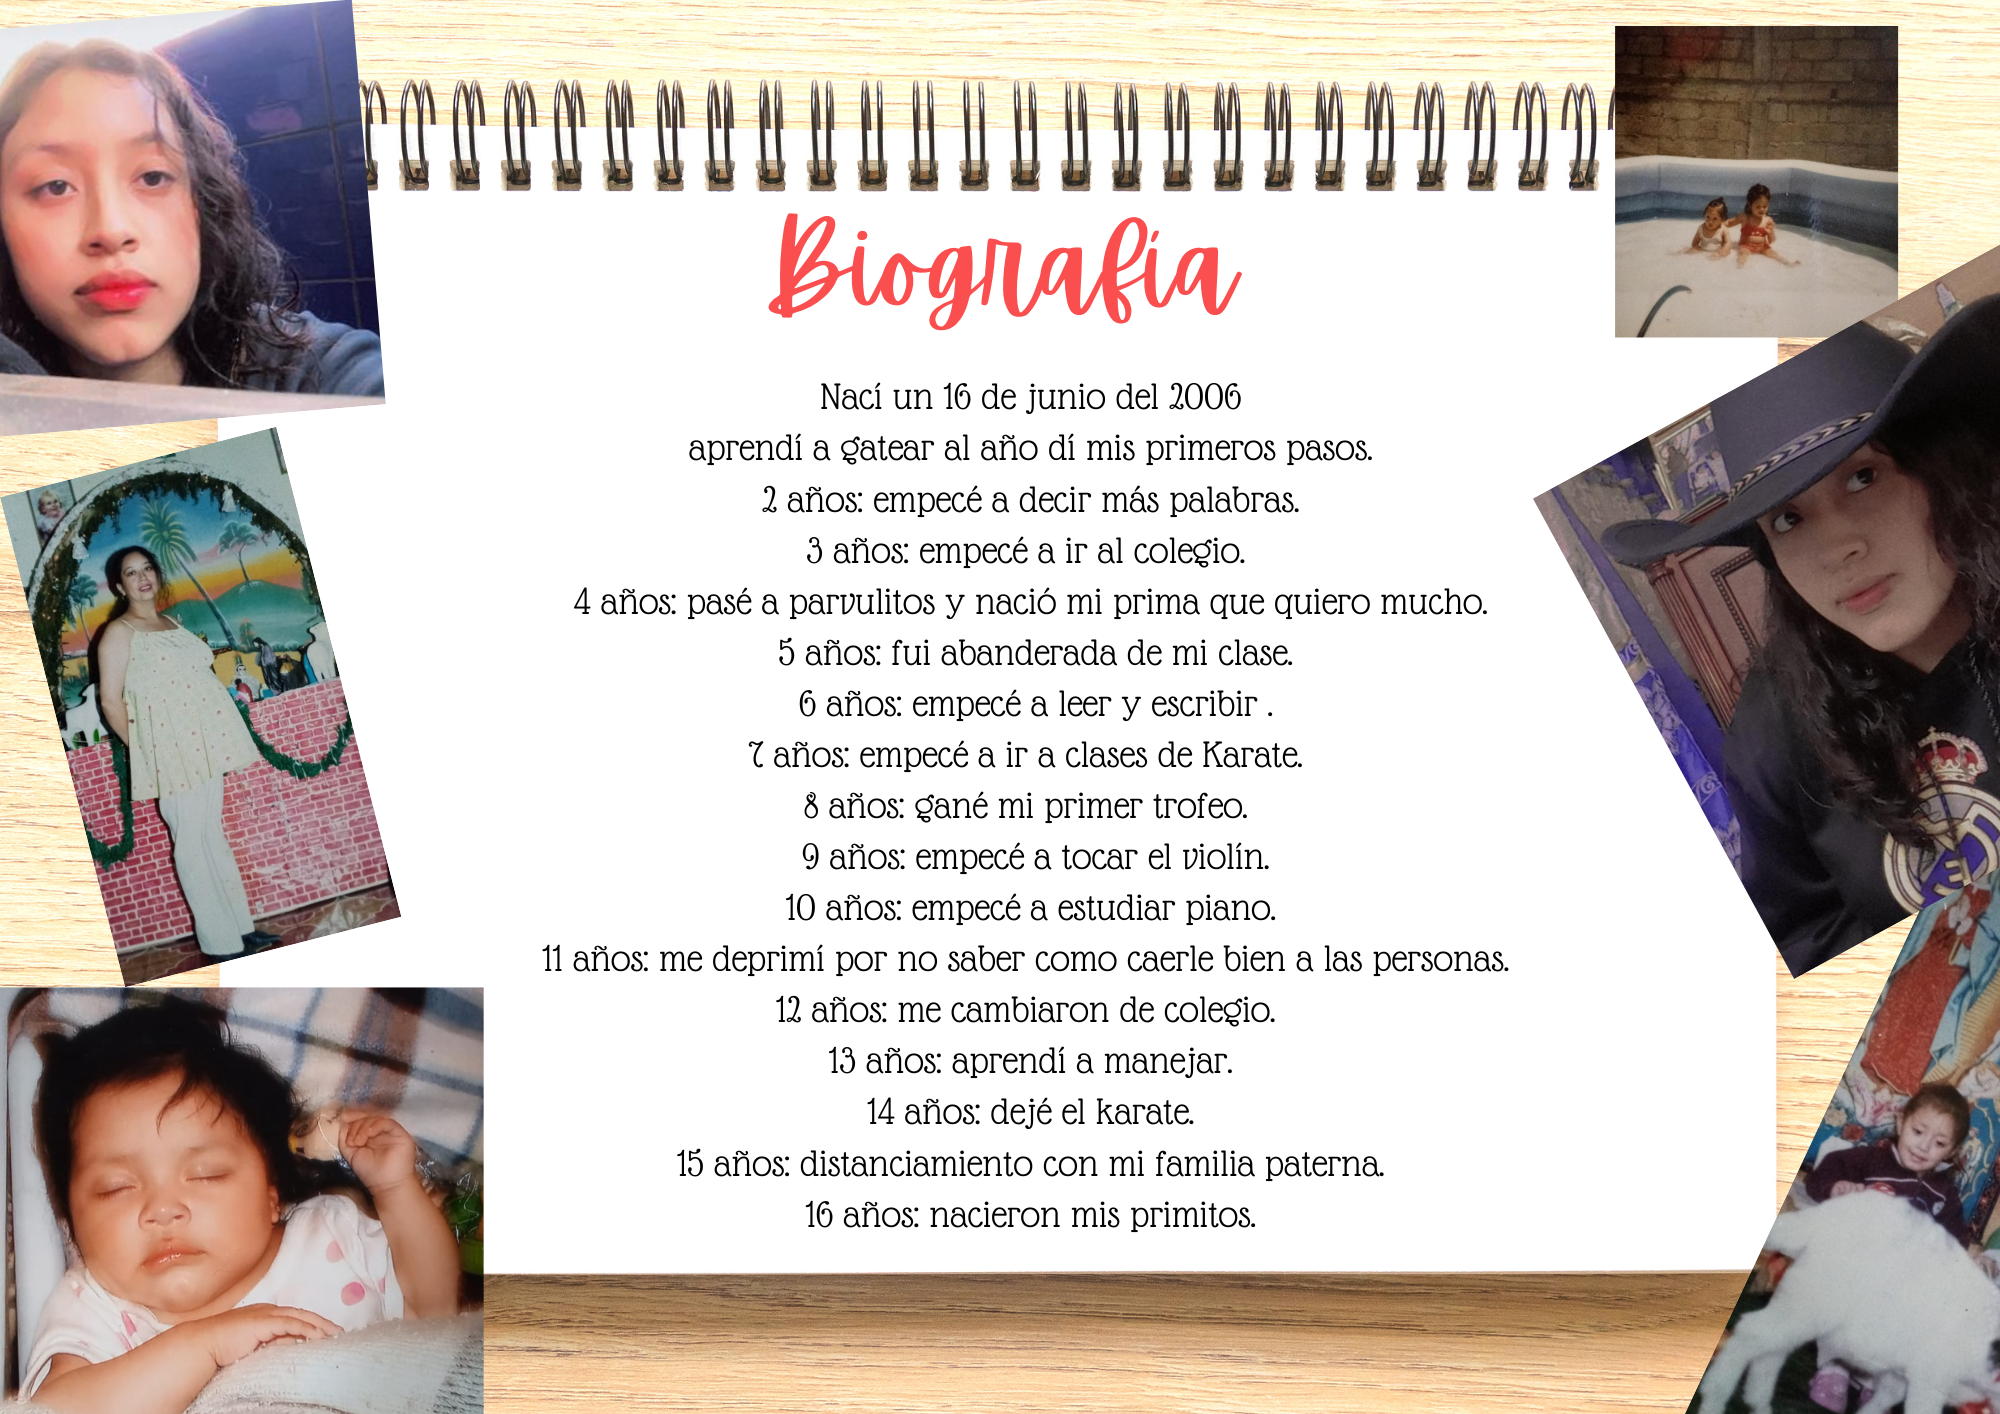 Biografía
Nací un 16 de junio del 2006
aprendí a gatear al año dí mis primeros pasos.
2 años: empecé a decir más palabras.
3 años: empecé a ir al colegio.
4 años: pasé a parvulitos y nació mi prima que quiero mucho.
5 años: fui abanderada de mi clase.
6 años: empecé a leer y escribir .
7 años: empecé a ir a clases de Karate.
8 años: gané mi primer trofeo.
9 años: empecé a tocar el violín.
10 años: empecé a estudiar piano.
11 años: me deprimí por no saber como caerle bien a las personas.
12 años: me cambiaron de colegio.
13 años: aprendí a manejar.
14 años: dejé el karate.
15 años: distanciamiento con mi familia paterna.
16 años: nacieron mis primitos.